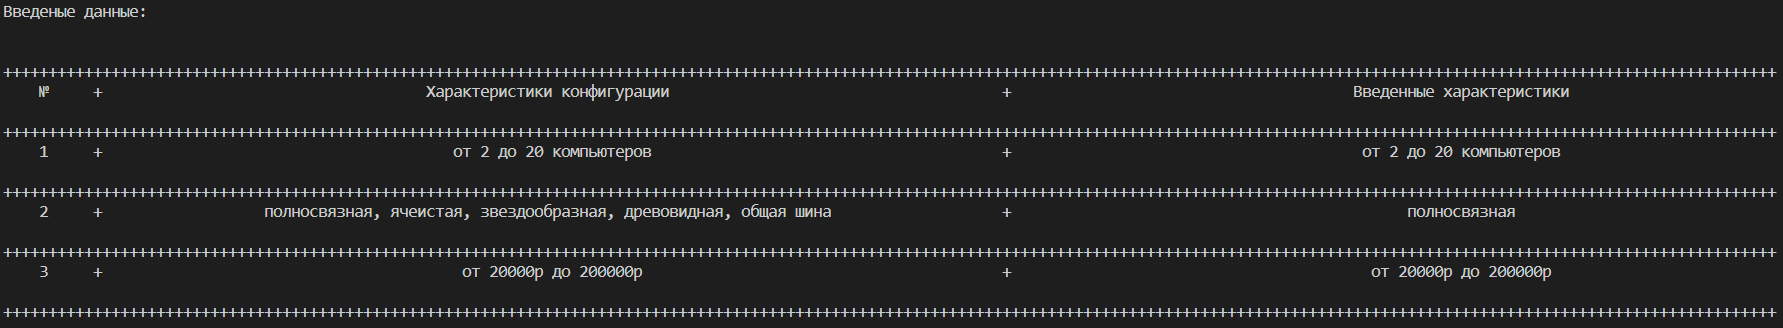 Введеные данные:
+++++++++++++++++++++++++++++++++++++++++++++++++++++++++++++++++++++++++++++++++++++++++++++++++++++++++++++++++++++++++++++++++++++++++++++++++++++++++++++++++++++++++++++++++++++++++++++++++++++
№ + Характеристики конфигурации + Введенные характеристики
+++++++++++++++++++++++++++++++++++++++++++++++++++++++++++++++++++++++++++++++++++++++++++++++++++++++++++++++++++++++++++++++++++++++++++++++++++++++++++++++++++++++++++++++++++++++++++++++++++++
1 + от 2 до 20 компьютеров + от 2 до 20 компьютеров
+++++++++++++++++++++++++++++++++++++++++++++++++++++++++++++++++++++++++++++++++++++++++++++++++++++++++++++++++++++++++++++++++++++++++++++++++++++++++++++++++++++++++++++++++++++++++++++++++++++
2 + полносвязная, ячеистая, звездообразная, древовидная, общая шина + полносвязная
+++++++++++++++++++++++++++++++++++++++++++++++++++++++++++++++++++++++++++++++++++++++++++++++++++++++++++++++++++++++++++++++++++++++++++++++++++++++++++++++++++++++++++++++++++++++++++++++++++++
3 + от 20000р до 200000р + от 20000р до 200000р
+++++++++++++++++++++++++++++++++++++++++++++++++++++++++++++++++++++++++++++++++++++++++++++++++++++++++++++++++++++++++++++++++++++++++++++++++++++++++++++++++++++++++++++++++++++++++++++++++++++